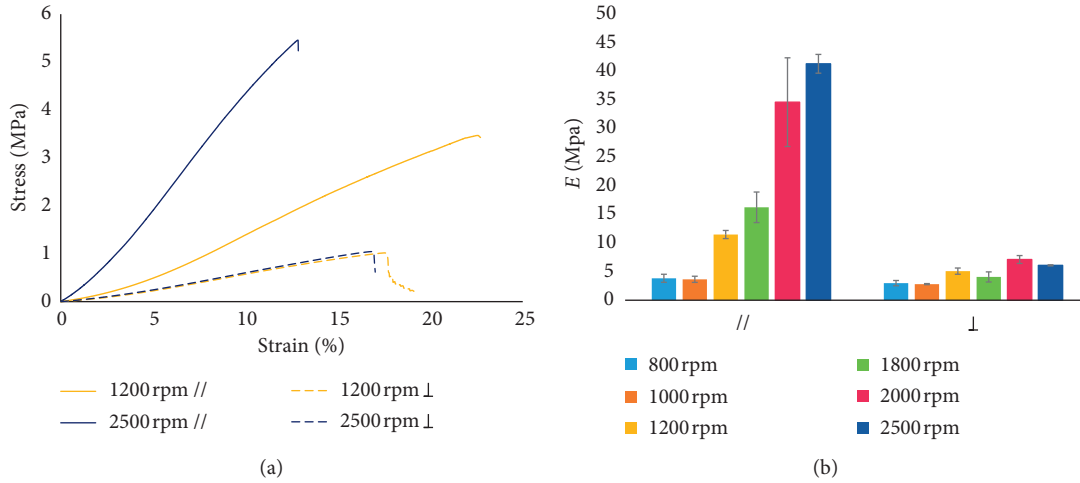 6
5
4
3
2
1
0
Stress (MPa)
0 5 10 15 20 25
Strain (%)
1200 rpm // 1200 rpm ⊥
2500 rpm // 2500 rpm ⊥
(a)
50
45
40
35
30
25
20
15
10
5
0
E (Mpa)
// ⊥
800 rpm 1800 rpm
1000 rpm 2000 rpm
1200 rpm 2500 rpm
(b)